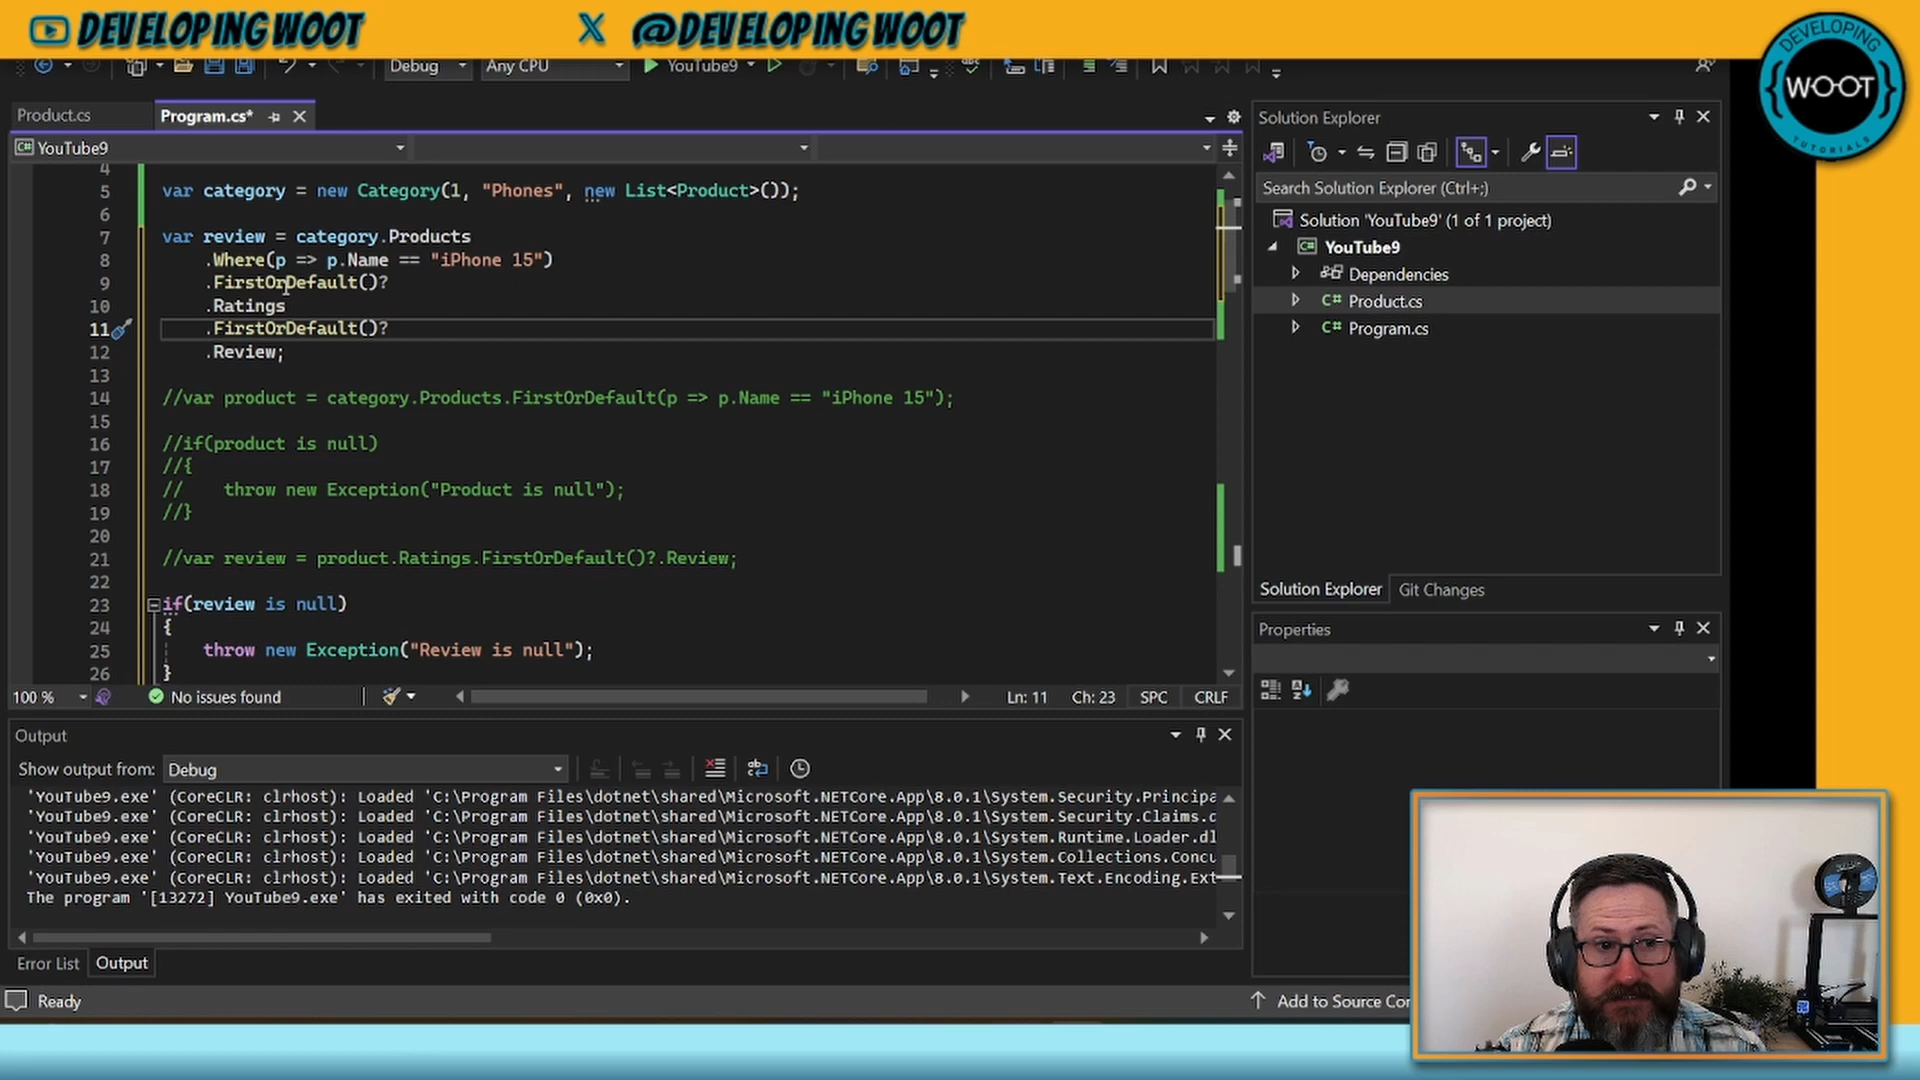 DEVELOPINGWOOT
@DEVELOPINGWOOT
DEVELOPING
WOOT
TUTORIALS
Debug
Any CPU
YouTube9
Product.cs
Program.cs*
C# YouTube9
4
5 var category = new Category(1, "Phones", new List<Product>());
6
7 var review = category.Products
8 .Where(p => p.Name == "iPhone 15")
9 .FirstOrDefault()?
10 .Ratings
11 .FirstOrDefault()?
12 .Review;
13
14 //var product = category.Products.FirstOrDefault(p => p.Name == "iPhone 15");
15
16 //if(product is null)
17 //{
18 // throw new Exception("Product is null");
19 //}
20
21 //var review = product.Ratings.FirstOrDefault()?.Review;
22
23 if(review is null)
24 {
25 throw new Exception("Review is null");
26 }
100 %
No issues found
Ln: 11
Ch: 23
SPC
CRLF
Solution Explorer
Search Solution Explorer (Ctrl+;)
Solution 'YouTube9' (1 of 1 project)
C# YouTube9
Dependencies
C# Product.cs
C# Program.cs
Solution Explorer
Git Changes
Properties
Output
Show output from:
Debug
'YouTube9.exe' (CoreCLR: clrhost): Loaded 'C:\Program Files\dotnet\shared\Microsoft.NETCore.App\8.0.1\System.Security.Principa
'YouTube9.exe' (CoreCLR: clrhost): Loaded 'C:\Program Files\dotnet\shared\Microsoft.NETCore.App\8.0.1\System.Security.Claims.d
'YouTube9.exe' (CoreCLR: clrhost): Loaded 'C:\Program Files\dotnet\shared\Microsoft.NETCore.App\8.0.1\System.Runtime.Loader.dl
'YouTube9.exe' (CoreCLR: clrhost): Loaded 'C:\Program Files\dotnet\shared\Microsoft.NETCore.App\8.0.1\System.Collections.Concu
'YouTube9.exe' (CoreCLR: clrhost): Loaded 'C:\Program Files\dotnet\shared\Microsoft.NETCore.App\8.0.1\System.Text.Encoding.Ext
The program '[13272] YouTube9.exe' has exited with code 0 (0x0).
Error List
Output
Ready
Add to Source Cor